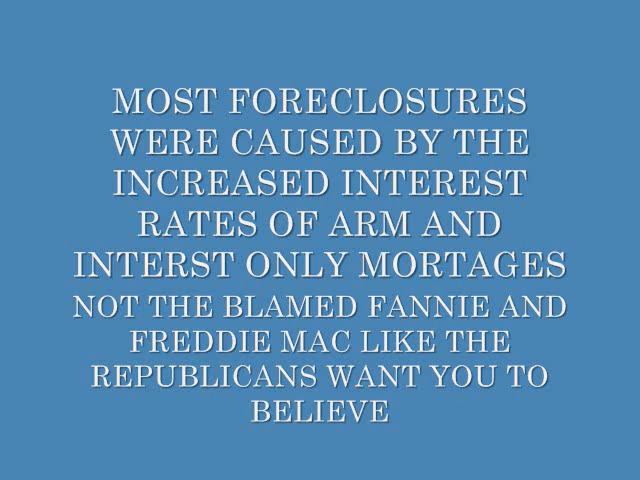 MOST FORECLOSURES
WERE CAUSED BY THE
INCREASED INTEREST
RATES OF ARM AND
INTERST ONLY MORTAGES
NOT THE BLAMED FANNIE AND
FREDDIE MAC LIKE THE
REPUBLICANS WANT YOU TO
BELIEVE